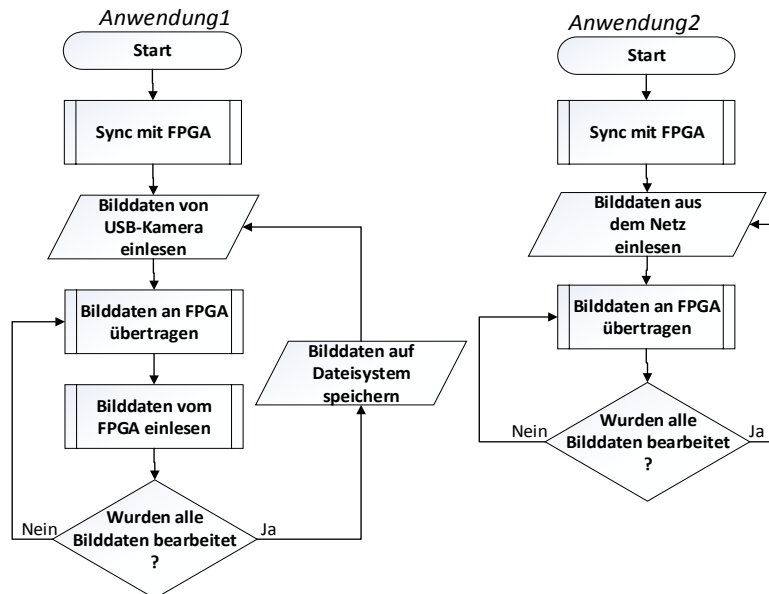 Anwendung1
Start
Sync mit FPGA
Bilddaten von
USB-Kamera
einlesen
Bilddaten an FPGA
übertragen
Bilddaten vom
FPGA einlesen
Wurden alle
Bilddaten bearbeitet
?
Nein
Ja
Bilddaten auf
Dateisystem
speichern
Anwendung2
Start
Sync mit FPGA
Bilddaten aus
dem Netz
einlesen
Bilddaten an FPGA
übertragen
Wurden alle
Bilddaten bearbeitet
?
Nein
Ja